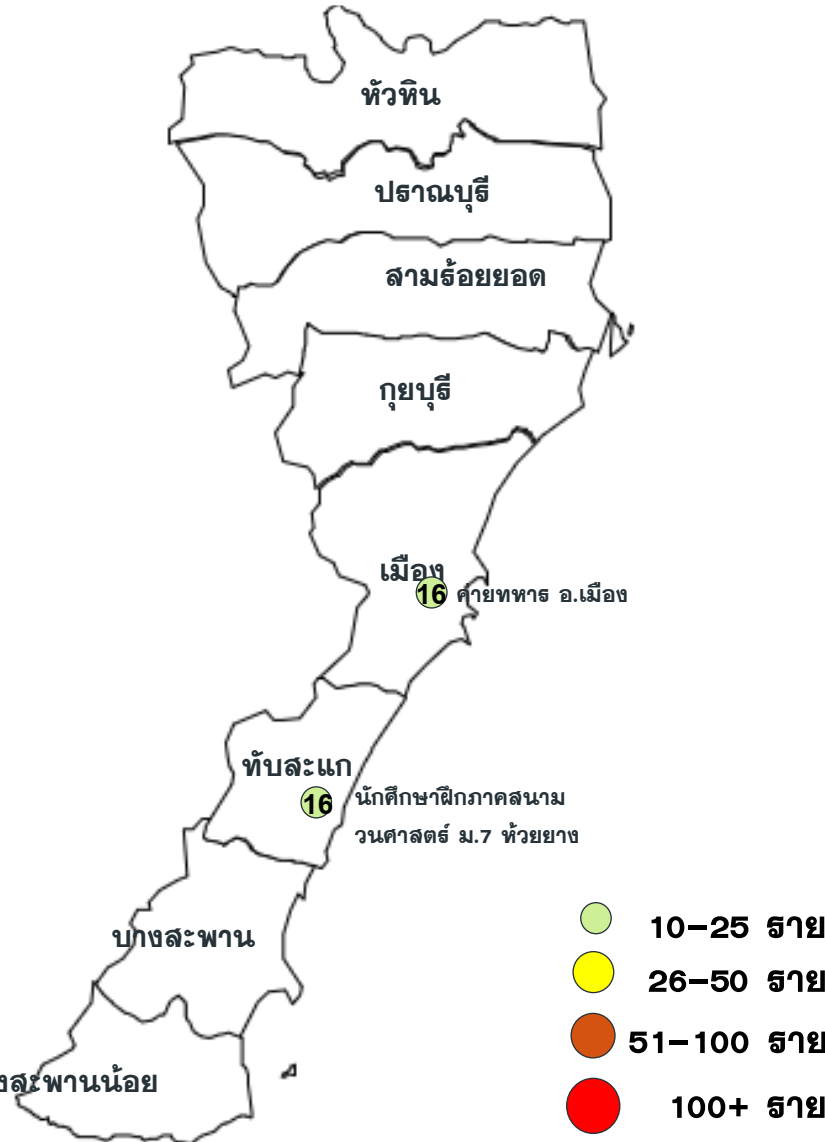 หัวหิน
ปราณบุรี
สามร้อยยอด
กุยบุรี
เมือง
16 ค่ายทหาร อ.เมือง
ทับสะแก
16 นักศึกษาฝึกภาคสนาม
วนศาสตร์ ม.7 ห้วยยาง
บางสะพาน
10-25 ราย
26-50 ราย
51-100 ราย
งสะพานน้อย
100+ ราย